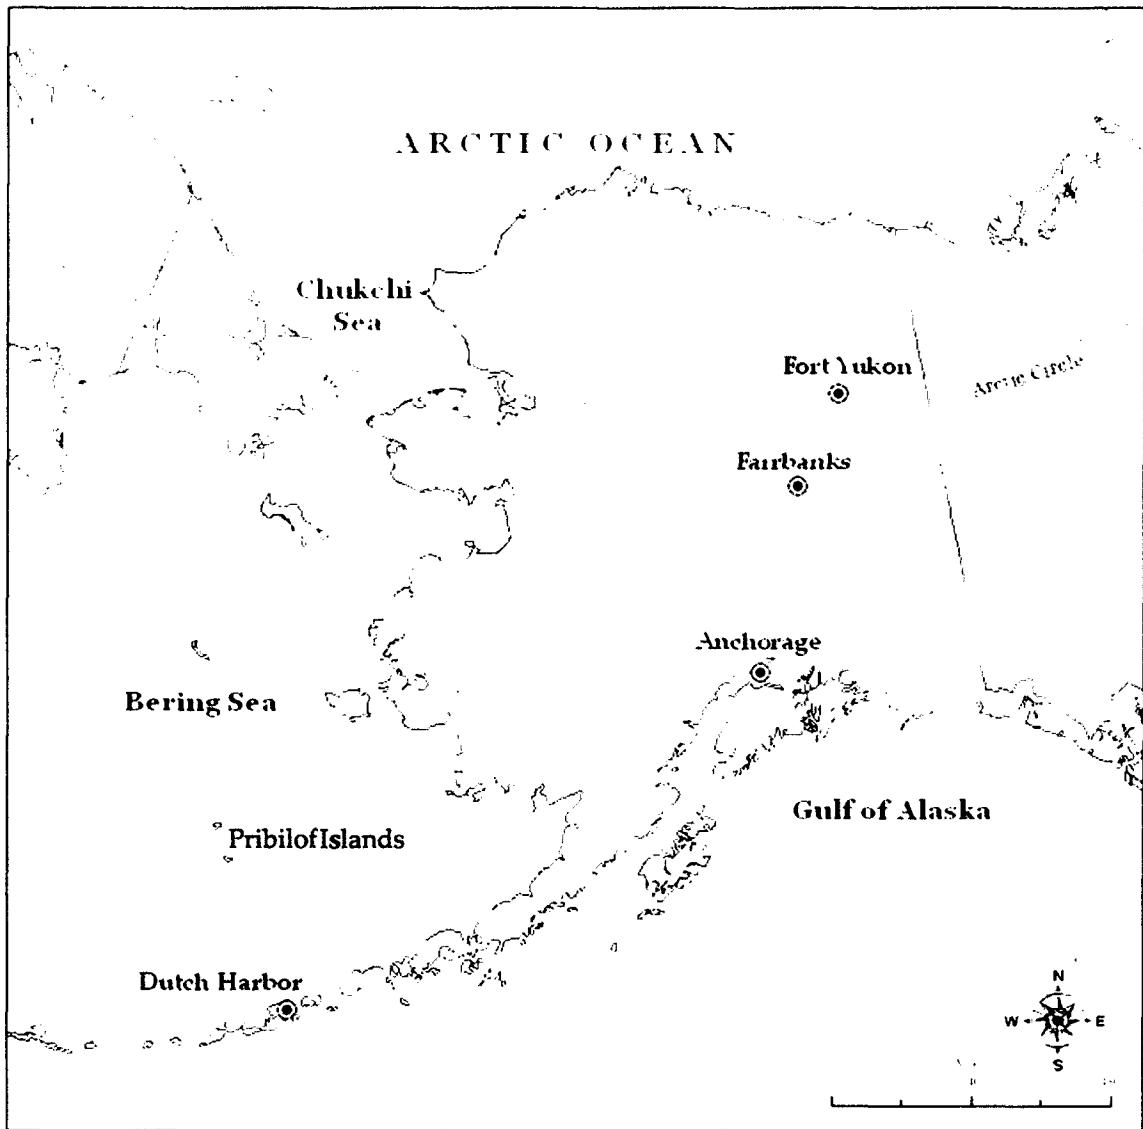 ARCTIC OCEAN
Chukchi
Sea
Fort Yukon
Arctic Circle
Fairbanks
Anchorage
Bering Sea
Gulf of Alaska
Pribilof Islands
Dutch Harbor
N
W
E
S